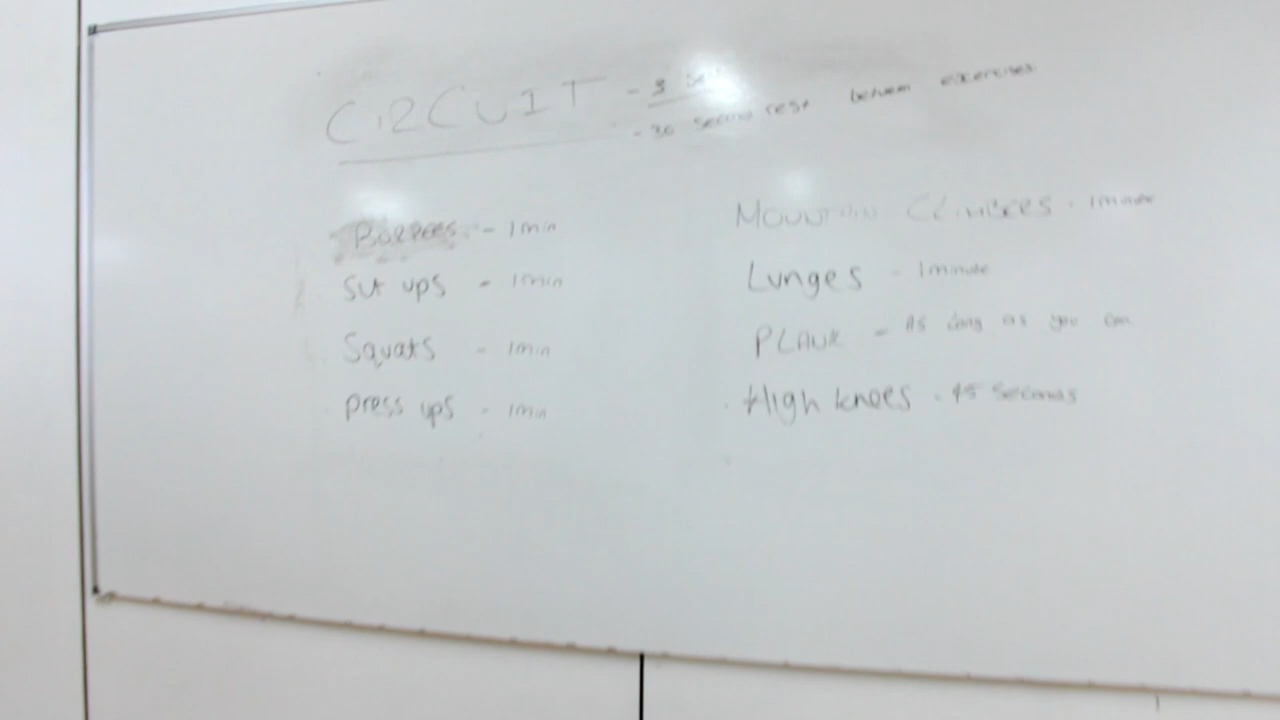 CIRCUIT - 3
- 30 second rest between exercises
BURPEES - 1min
Sit ups - 1min
Squats - 1min
press ups - 1min
MOUNTAIN CLIMBERS - 1minute
Lunges - 1minute
PLANK - As long as you can
High knees - 45 seconds